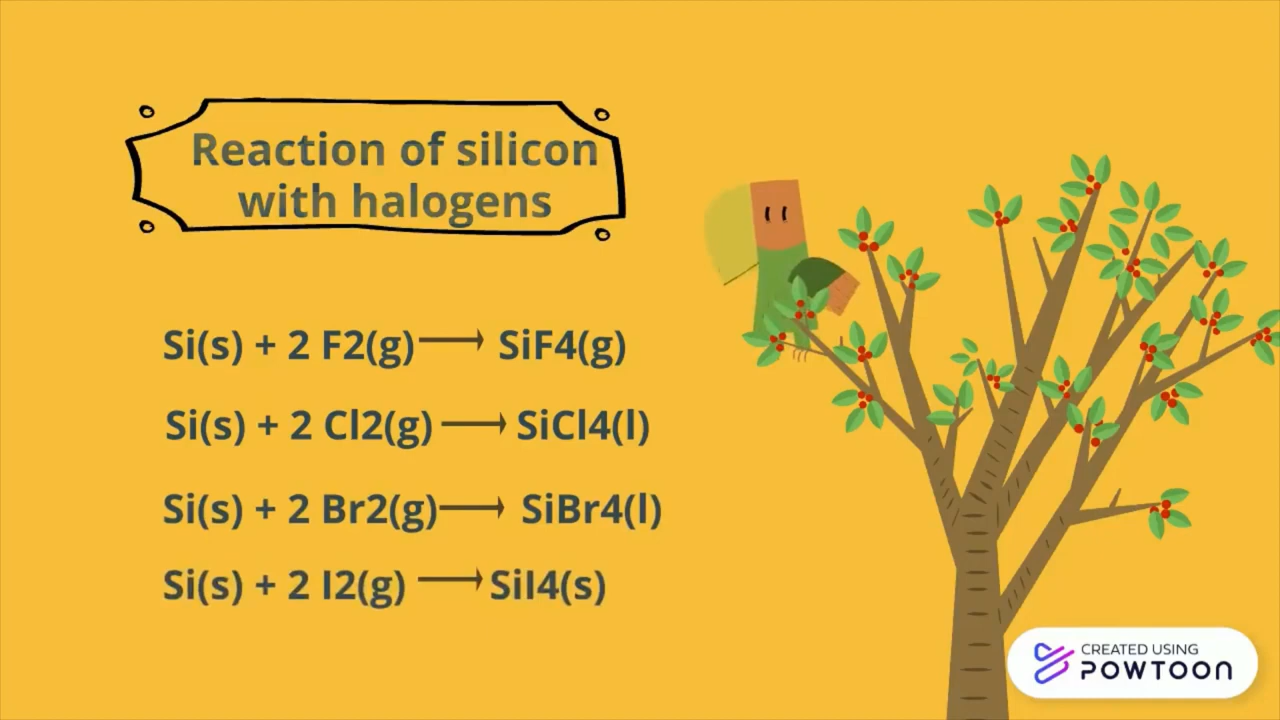 Reaction of silicon
with halogens
Si(s) + 2 F2(g) ⟶ SiF4(g)
Si(s) + 2 Cl2(g) ⟶ SiCl4(l)
Si(s) + 2 Br2(g) ⟶ SiBr4(l)
Si(s) + 2 I2(g) ⟶ SiI4(s)
CREATED USING
POWTOON